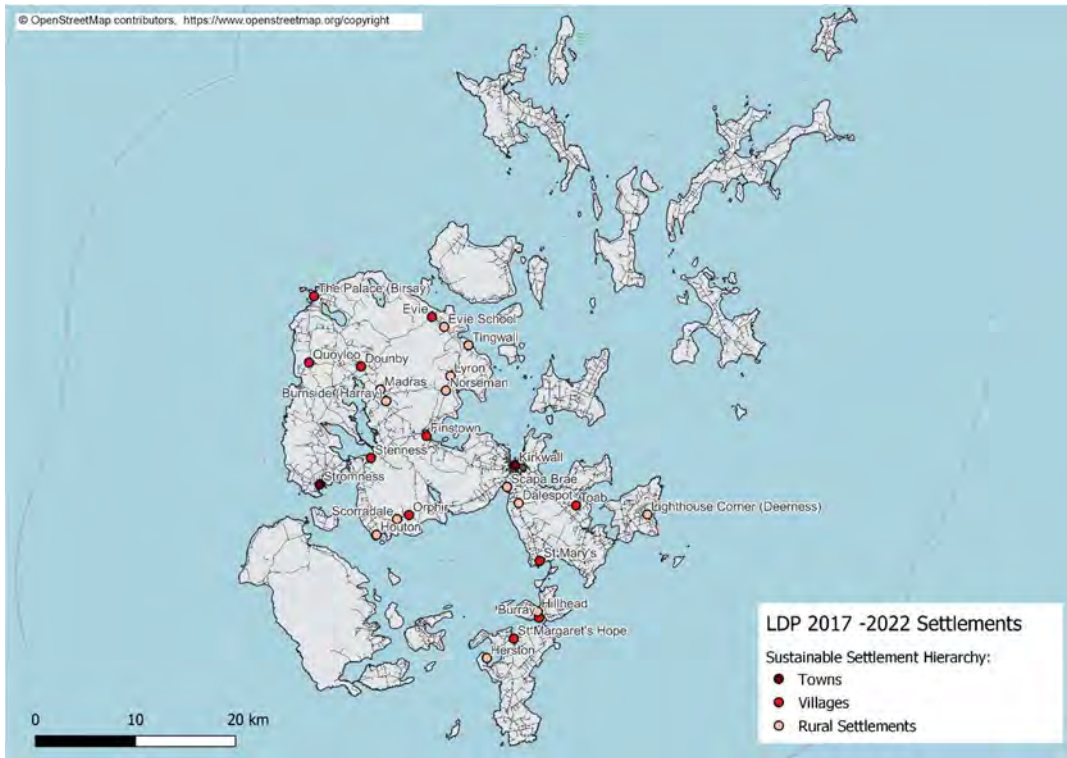 © OpenStreetMap contributors, https://www.openstreetmap.org/copyright
The Palace (Birsay)
Evie
Evie School
Tingwall
Quoyloo
Dounby
Lyron
Madras
Norseman
Burnside (Harray)
Finstown
Stenness
Kirkwall
Stromness
Scapa Brae
Dalespot
Toab
Lighthouse Corner (Deerness)
Scorradale
Orphir
Houton
St Mary's
Hillhead
Burray
St Margaret's Hope
Herston
LDP 2017 -2022 Settlements
Sustainable Settlement Hierarchy:
Towns
Villages
Rural Settlements
0 10 20 km